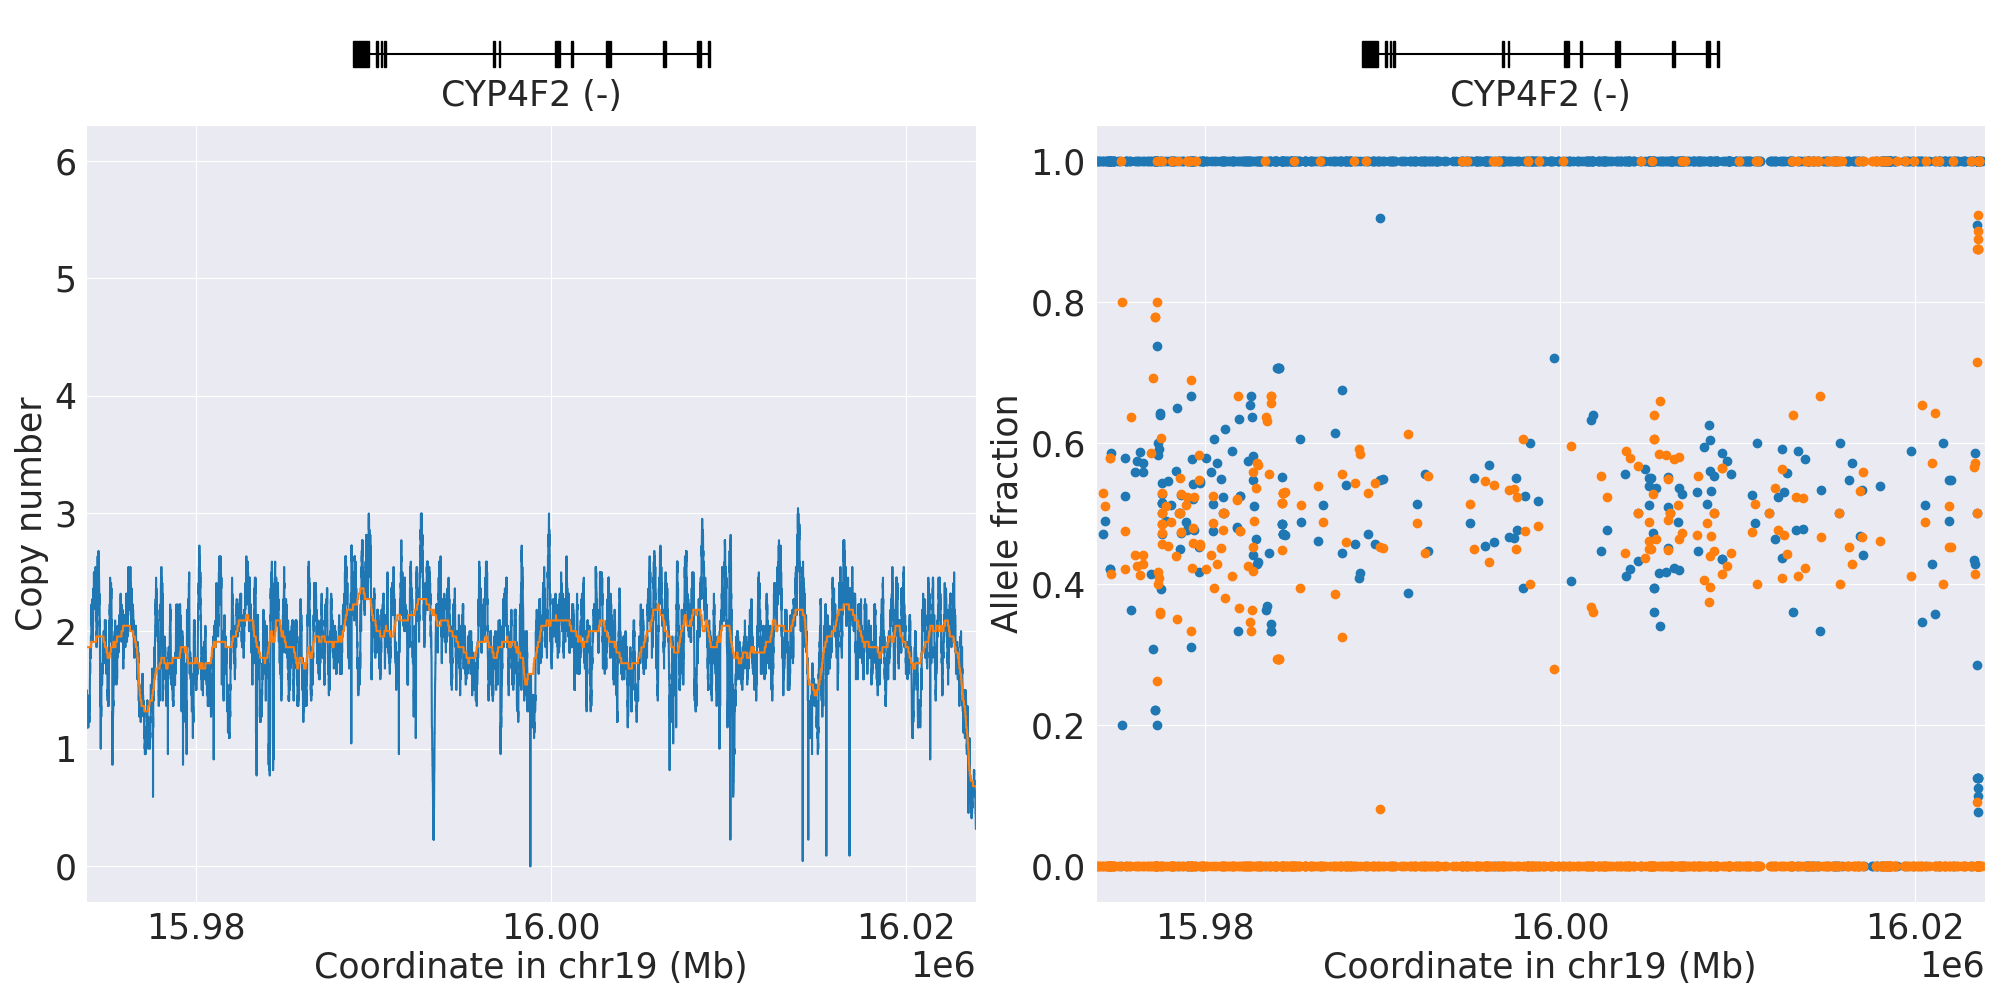 CYP4F2 (-)
6
5
4
3
2
1
0
Copy number
15.98
16.00
16.02
Coordinate in chr19 (Mb)
1e6
CYP4F2 (-)
1.0
0.8
0.6
0.4
0.2
0.0
Allele fraction
15.98
16.00
16.02
Coordinate in chr19 (Mb)
1e6